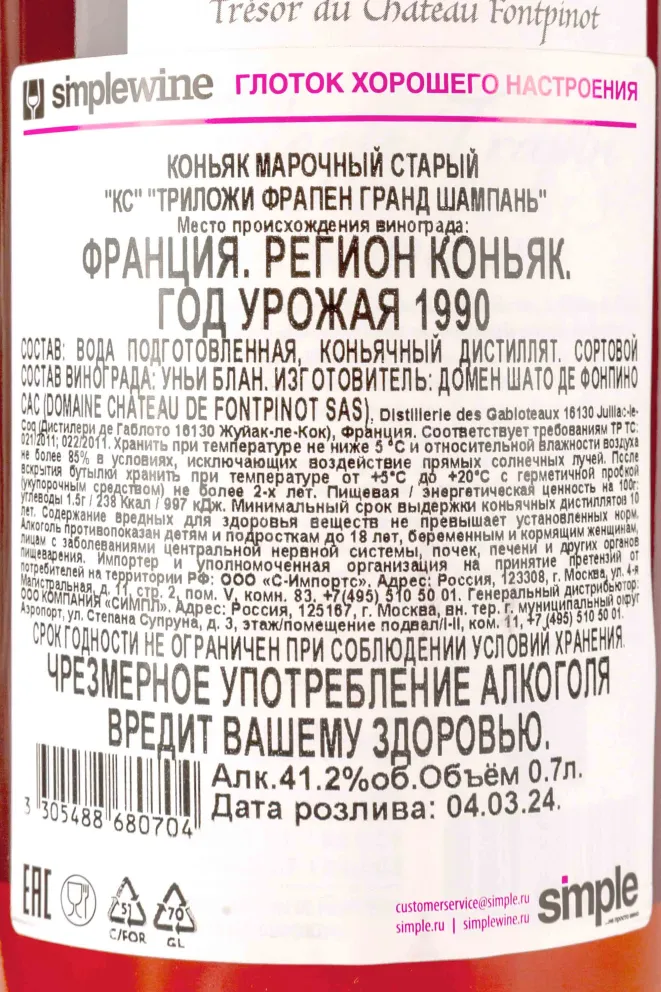 Trésor du Château Fontpinot
simplewine ГЛОТОК ХОРОШЕГО НАСТРОЕНИЯ
КОНЬЯК МАРОЧНЫЙ СТАРЫЙ
"КС" "ТРИЛОЖИ ФРАПЕН ГРАНД ШАМПАНЬ"
Место происхождения винограда:
ФРАНЦИЯ. РЕГИОН КОНЬЯК.
ГОД УРОЖАЯ 1990
СОСТАВ: ВОДА ПОДГОТОВЛЕННАЯ, КОНЬЯЧНЫЙ ДИСТИЛЛЯТ. СОРТОВОЙ
СОСТАВ ВИНОГРАДА: УНЬИ БЛАН. ИЗГОТОВИТЕЛЬ: ДОМЕН ШАТО ДЕ ФОНПИНО
САС (DOMAINE CHATEAU DE FONTPINOT SAS), Distillerie des Gabloteaux 16130 Juillac-le-
Coq (Дистилери де Габлото 16130 Жуйак-ле-Кок), Франция. Соответствует требованиям ТР ТС:
021/2011; 022/2011. Хранить при температуре не ниже 5 °С и относительной влажности воздуха
не более 85% в условиях, исключающих воздействие прямых солнечных лучей. После
вскрытия бутылки хранить при температуре от +5°С до +20°С с герметичной пробкой
(укупорочным средством) не более 2-х лет. Пищевая / энергетическая ценность на 100г:
углеводы 1.5г / 238 Ккал / 997 кДж. Минимальный срок выдержки коньячных дистиллятов 10
лет. Содержание вредных для здоровья веществ не превышает установленных норм.
Алкоголь противопоказан детям и подросткам до 18 лет, беременным и кормящим женщинам,
лицам с заболеваниями центральной нервной системы, почек, печени и других органов
пищеварения. Импортер и уполномоченная организация на принятие претензий от
потребителей на территории РФ: ООО «С-Импортс». Адрес: Россия, 123308, г. Москва, ул. 4-я
Магистральная, д. 11, стр. 2, пом. V, комн. 83, +7(495) 510 50 01. Генеральный дистрибьютор:
ООО КОМПАНИЯ «СИМПЛ». Адрес: Россия, 125167, г. Москва, вн. тер. г. муниципальный округ
Аэропорт, ул. Степана Супруна, д. 3, этаж/помещение подвал/I-II, ком. 11, +7 (495) 510 50 01.
СРОК ГОДНОСТИ НЕ ОГРАНИЧЕН ПРИ СОБЛЮДЕНИИ УСЛОВИЙ ХРАНЕНИЯ.
ЧРЕЗМЕРНОЕ УПОТРЕБЛЕНИЕ АЛКОГОЛЯ
ВРЕДИТ ВАШЕМУ ЗДОРОВЬЮ.
Алк.41.2%об.Объём 0.7л.
Дата розлива: 04.03.24.
3 305488 680704
EAC
51
C/FOR
70
GL
customerservice@simple.ru
simple.ru | simplewine.ru
simple
...не просто вино